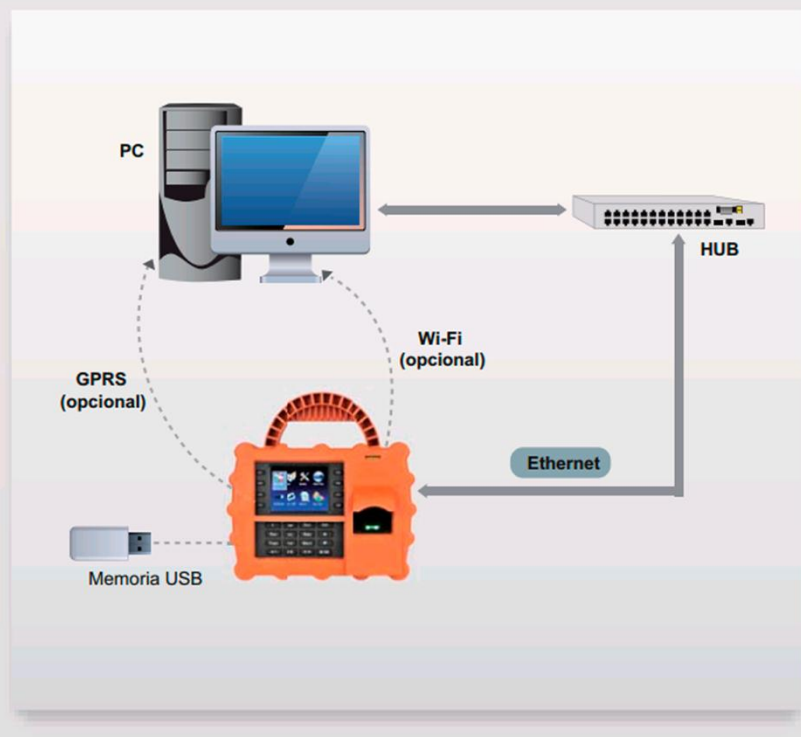 PC
HUB
Wi-Fi
(opcional)
GPRS
(opcional)
Ethernet
Memoria USB